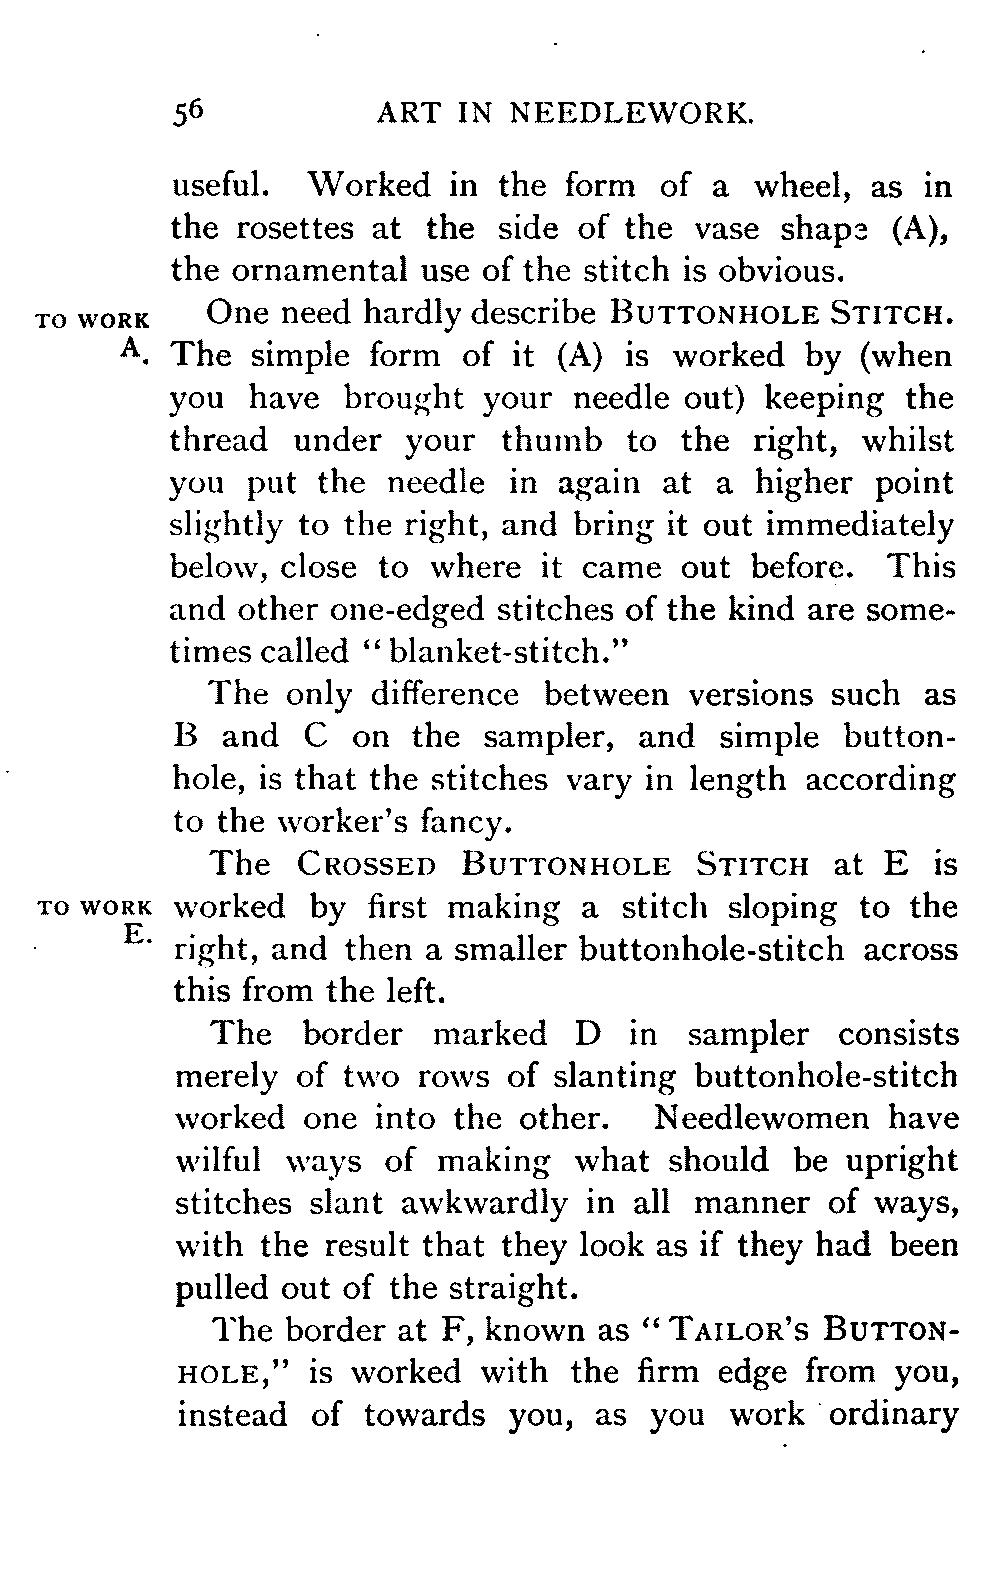 56 ART IN NEEDLEWORK.
useful. Worked in the form of a wheel, as in
the rosettes at the side of the vase shape (A),
the ornamental use of the stitch is obvious.
TO WORK One need hardly describe BUTTONHOLE STITCH.
A. The simple form of it (A) is worked by (when
you have brought your needle out) keeping the
thread under your thumb to the right, whilst
you put the needle in again at a higher point
slightly to the right, and bring it out immediately
below, close to where it came out before. This
and other one-edged stitches of the kind are some-
times called “blanket-stitch.”
The only difference between versions such as
B and C on the sampler, and simple button-
hole, is that the stitches vary in length according
to the worker’s fancy.
The CROSSED BUTTONHOLE STITCH at E is
TO WORK worked by first making a stitch sloping to the
E. right, and then a smaller buttonhole-stitch across
this from the left.
The border marked D in sampler consists
merely of two rows of slanting buttonhole-stitch
worked one into the other. Needlewomen have
wilful ways of making what should be upright
stitches slant awkwardly in all manner of ways,
with the result that they look as if they had been
pulled out of the straight.
The border at F, known as “TAILOR’S BUTTON-
HOLE,” is worked with the firm edge from you,
instead of towards you, as you work ordinary